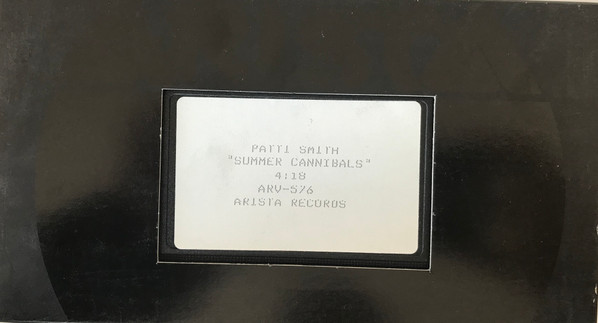 PATTI SMITH
"SUMMER CANNIBALS"
4:18
ARV-576
ARISTA RECORDS